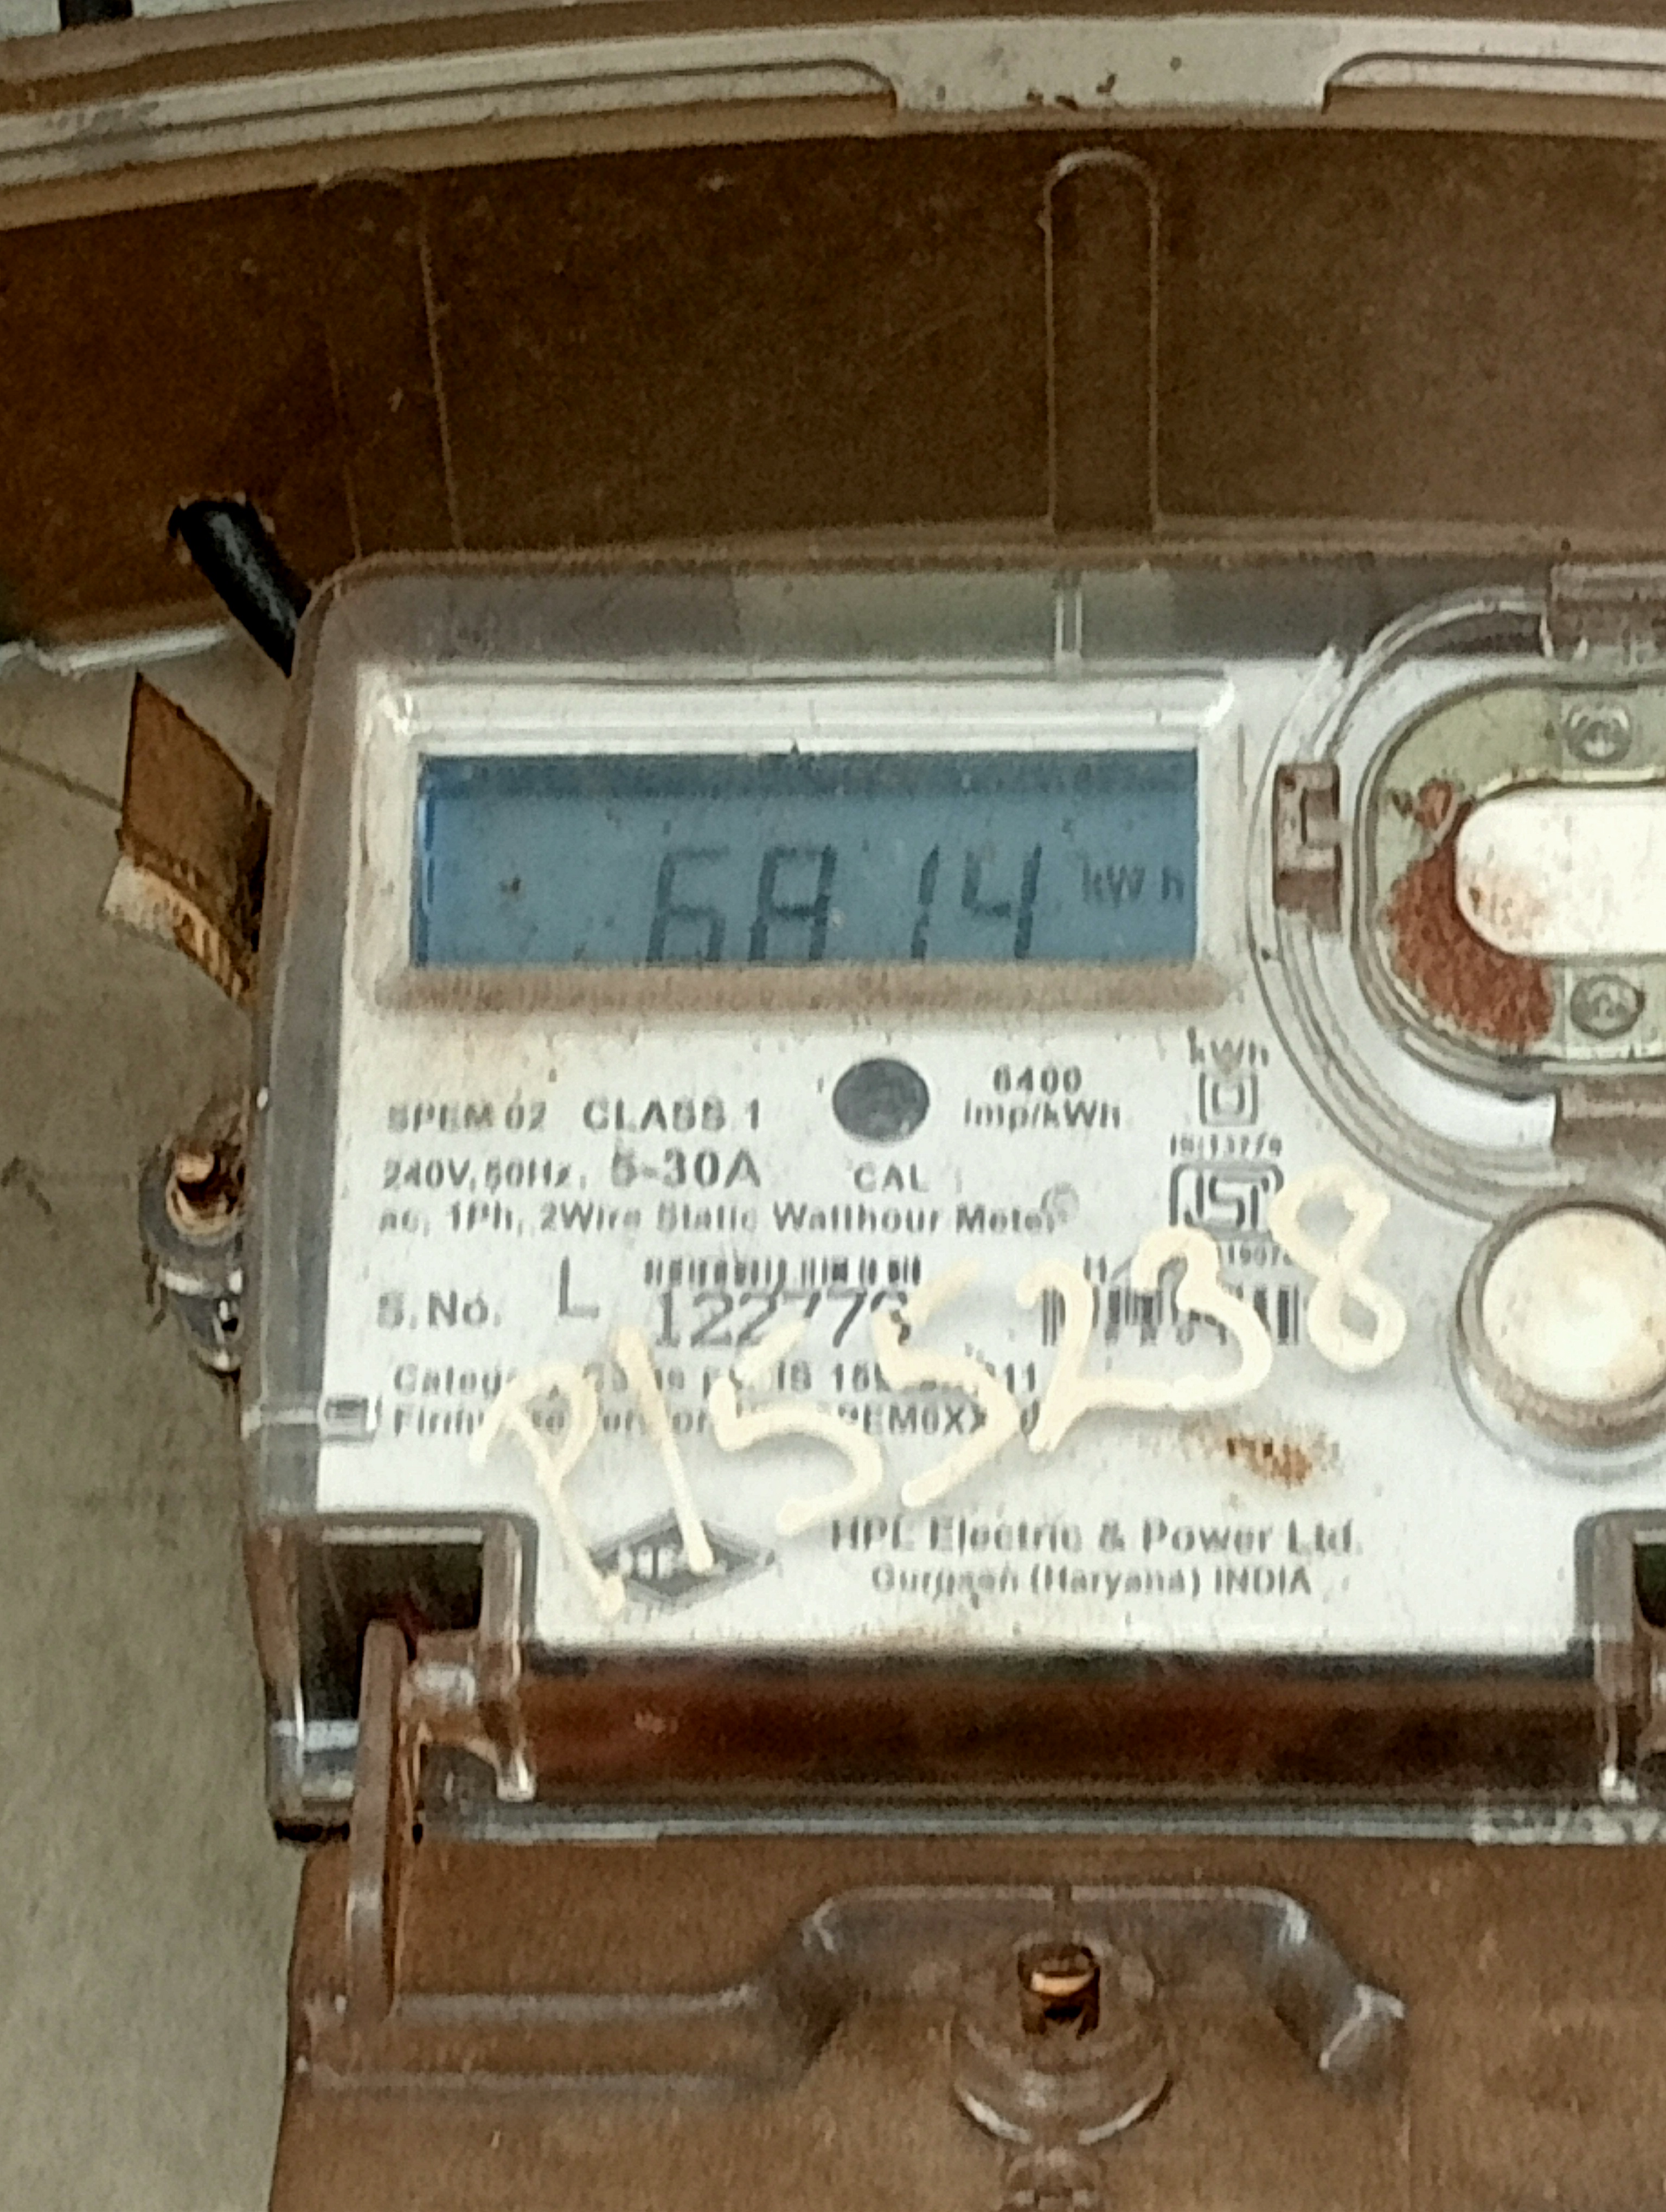 6814 kWh
kWh
6400
Imp/kWh
SPEM 02 CLASS 1
240V, 50Hz, 5-30A
CAL
ac, 1Ph, 2Wire Static Watthour Meter
S.No. L
P155238
HPL Electric & Power Ltd.
Gurgaon (Haryana) INDIA